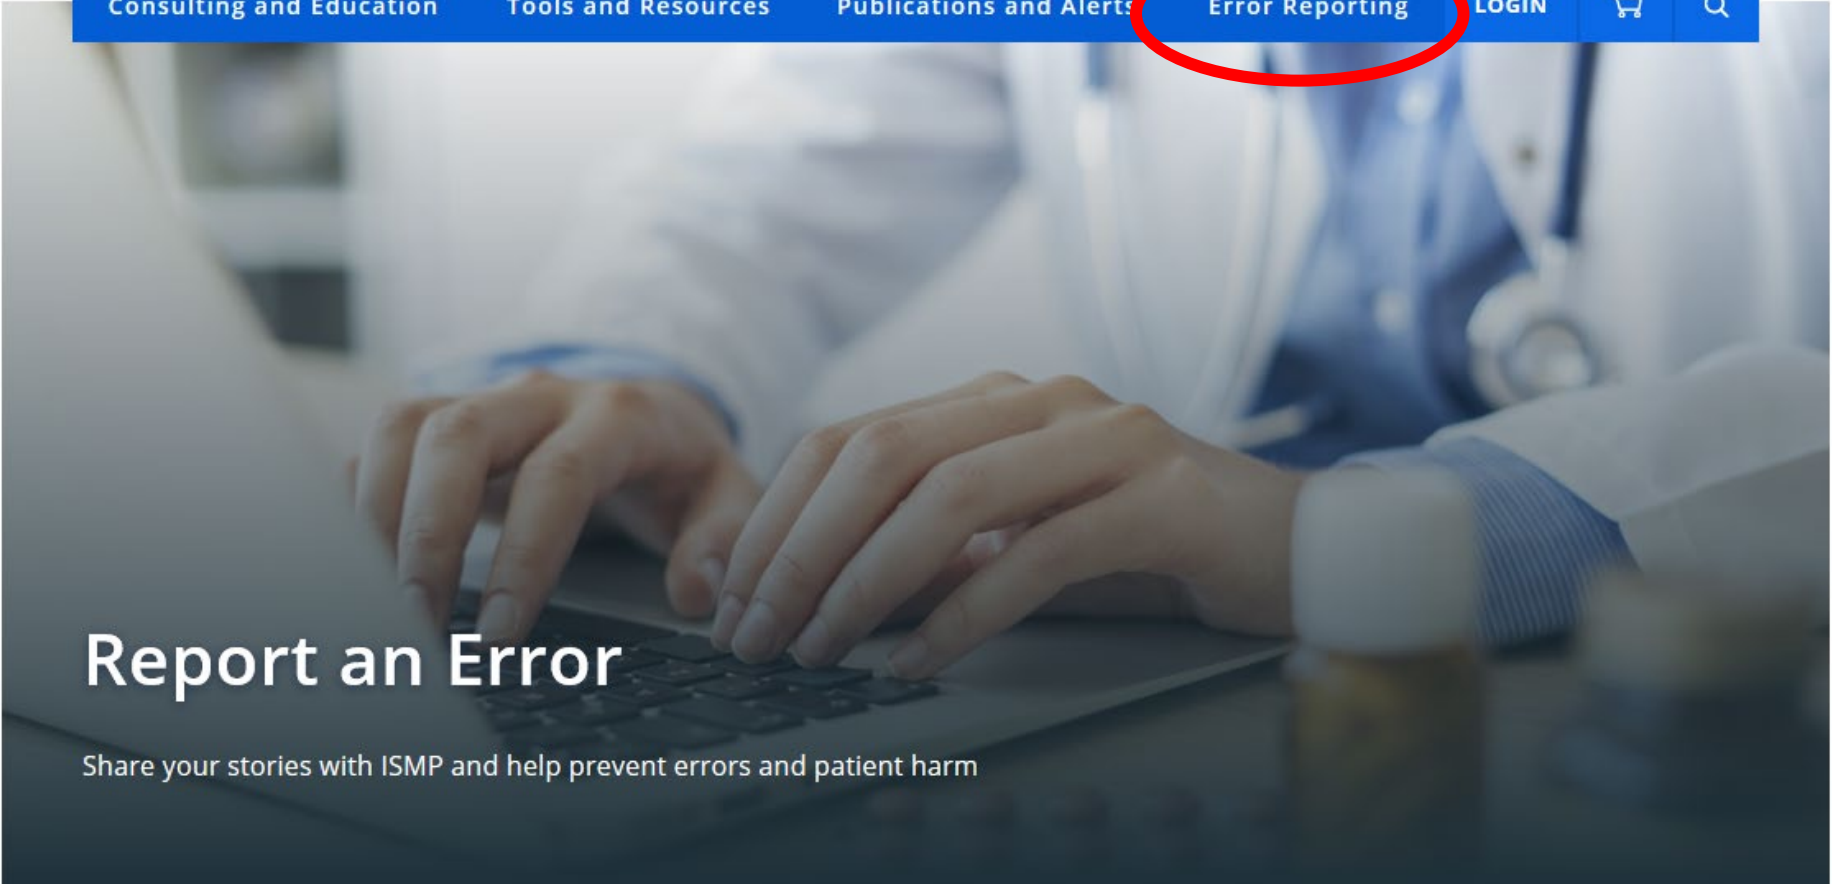 Consulting and Education Tools and Resources Publications and Alerts Error Reporting LOGIN
Report an Error
Share your stories with ISMP and help prevent errors and patient harm